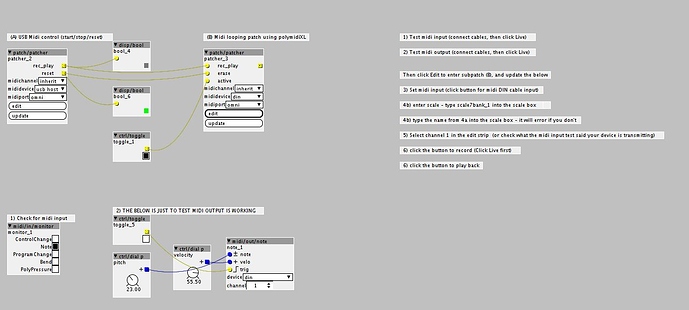 (A) USB Midi control (start/stop/reset)
patch/patcher
patcher_2
rec_play
reset
midichannel inherit
mididevice usb host
midiport omni
edit
update
disp/bool
bool_4
disp/bool
bool_6
ctrl/toggle
toggle_1
(B) Midi looping patch using polymidiXL
patch/patcher
patcher_3
rec_play
erase
active
midichannel inherit
mididevice din
midiport omni
edit
update
1) Test midi input (connect cables, then click Live)
2) Test midi output (connect cables, then click Live)
Then click Edit to enter subpatch (B), and update the below
3) Set midi input (click button for midi DIN cable input)
4b) enter scale - type scale7bank_1 into the scale box
4b) type the name from 4a into the scale box - it will error if you don't
5) Select channel 1 in the edit strip (or check what the midi input test said your device is transmitting)
6) click the button to record (Click Live first)
6) click the button to play back
1) Check for midi input
midi/in/monitor
monitor_1
ControlChange
Note
ProgramChange
Bend
PolyPressure
2) THE BELOW IS JUST TO TEST MIDI OUTPUT IS WORKING
ctrl/toggle
toggle_5
ctrl/dial p
pitch
23.00
ctrl/dial p
velocity
55.50
midi/out/note
note_1
note
velo
trig
device din
channel 1